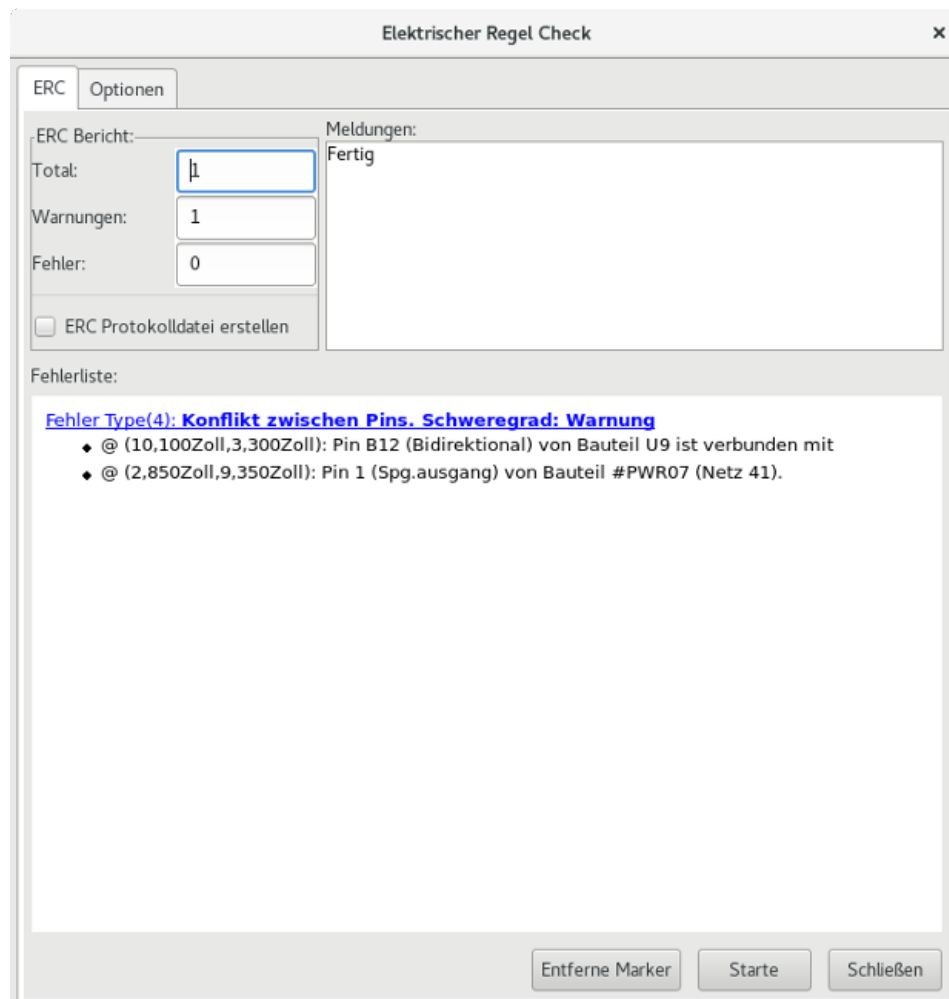 Elektrischer Regel Check
ERC
Optionen
ERC Bericht:
Total:
1
Warnungen:
1
Fehler:
0
ERC Protokolldatei erstellen
Meldungen:
Fertig
Fehlerliste:
Fehler Type(4): Konflikt zwischen Pins. Schweregrad: Warnung
@ (10,100Zoll,3,300Zoll): Pin B12 (Bidirektional) von Bauteil U9 ist verbunden mit
@ (2,850Zoll,9,350Zoll): Pin 1 (Spg.ausgang) von Bauteil #PWR07 (Netz 41).
Entferne Marker
Starte
Schließen